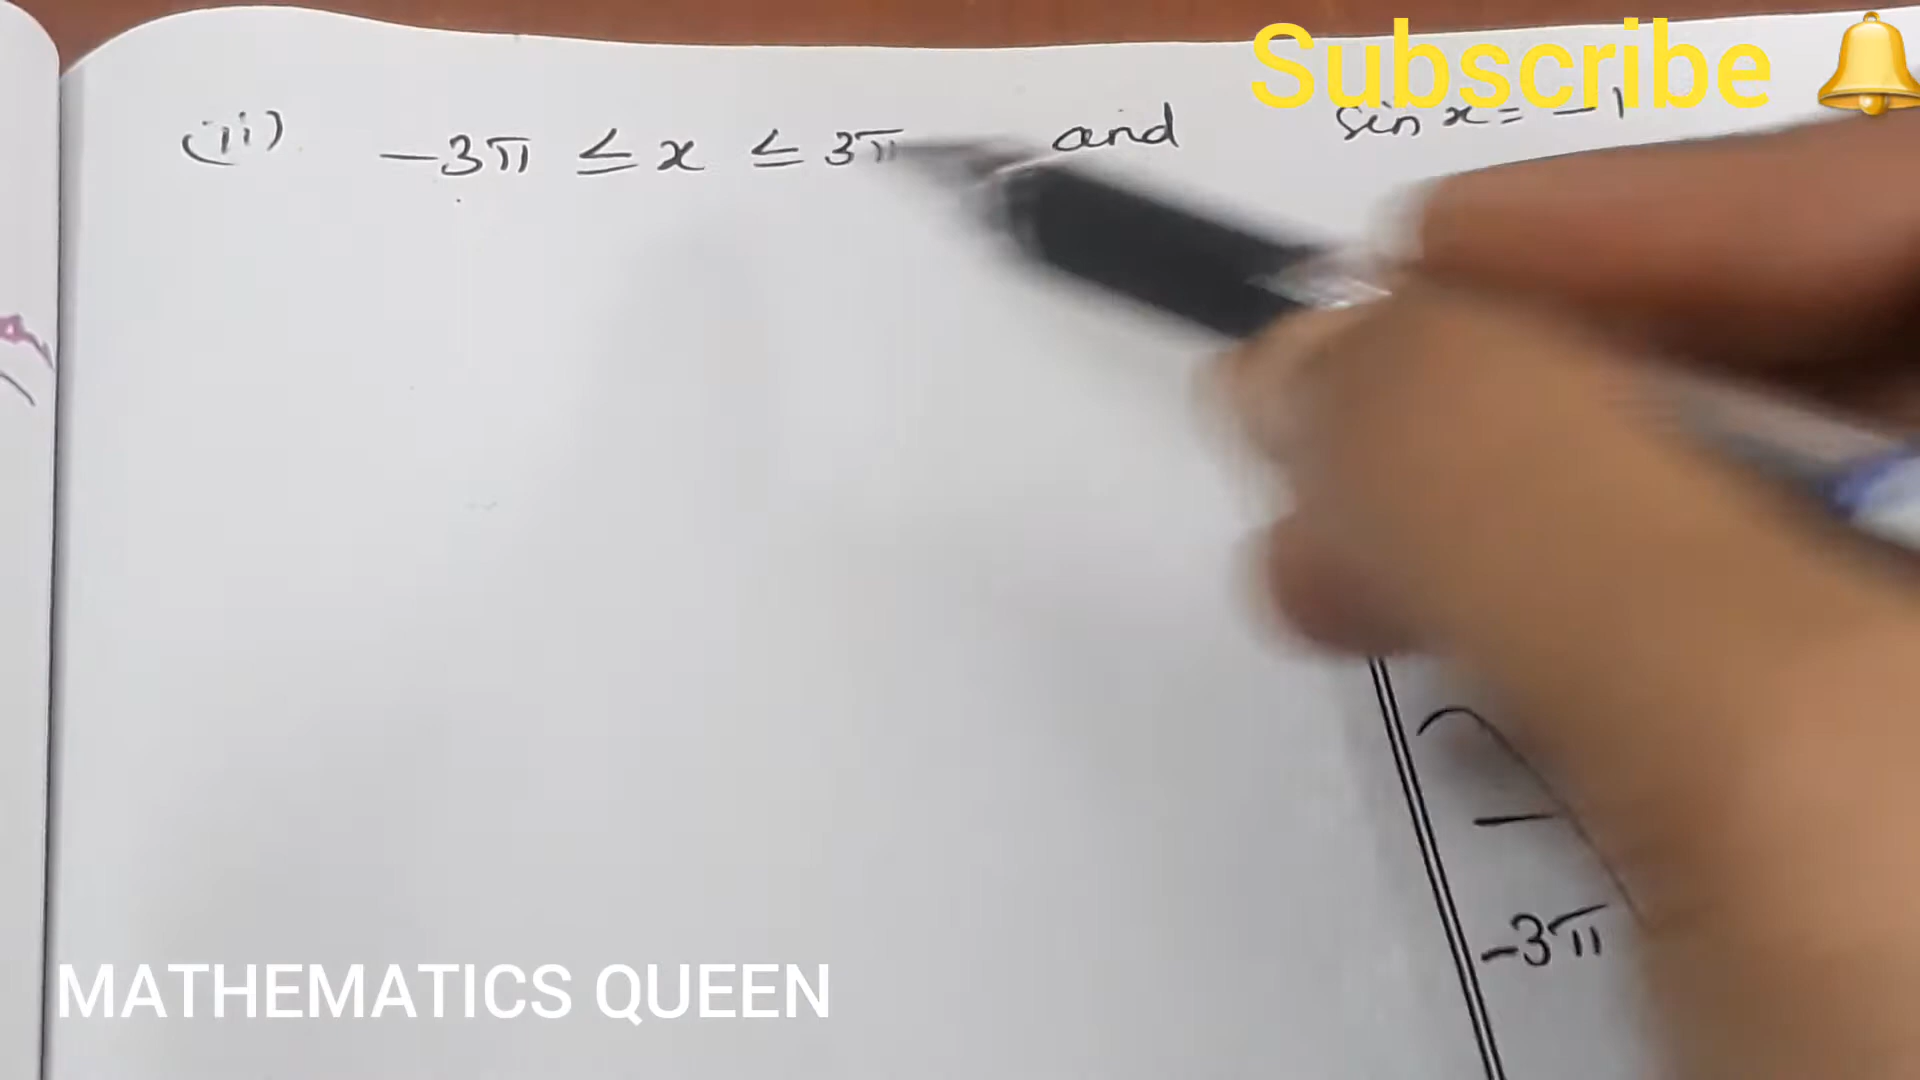 Subscribe 🔔
(ii) -3π ≤ x ≤ 3π and sin x = -1
-3π
MATHEMATICS QUEEN